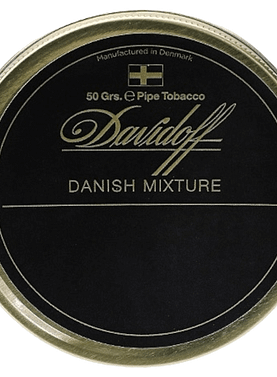 Manufactured in Denmark
50 Grs. ℮ Pipe Tobacco
Davidoff
DANISH MIXTURE